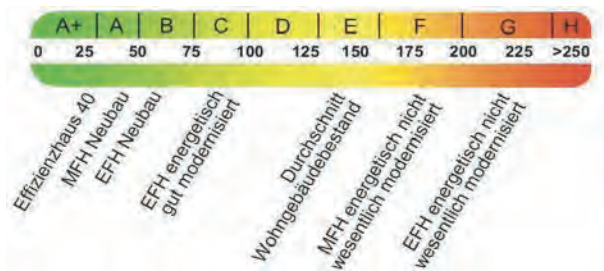 A+ A B C D E F G H
0 25 50 75 100 125 150 175 200 225 >250
Effizienzhaus 40
MFH Neubau
EFH Neubau
EFH energetisch
gut modernisiert
Durchschnitt
Wohngebäudebestand
MFH energetisch nicht
wesentlich modernisiert
EFH energetisch nicht
wesentlich modernisiert